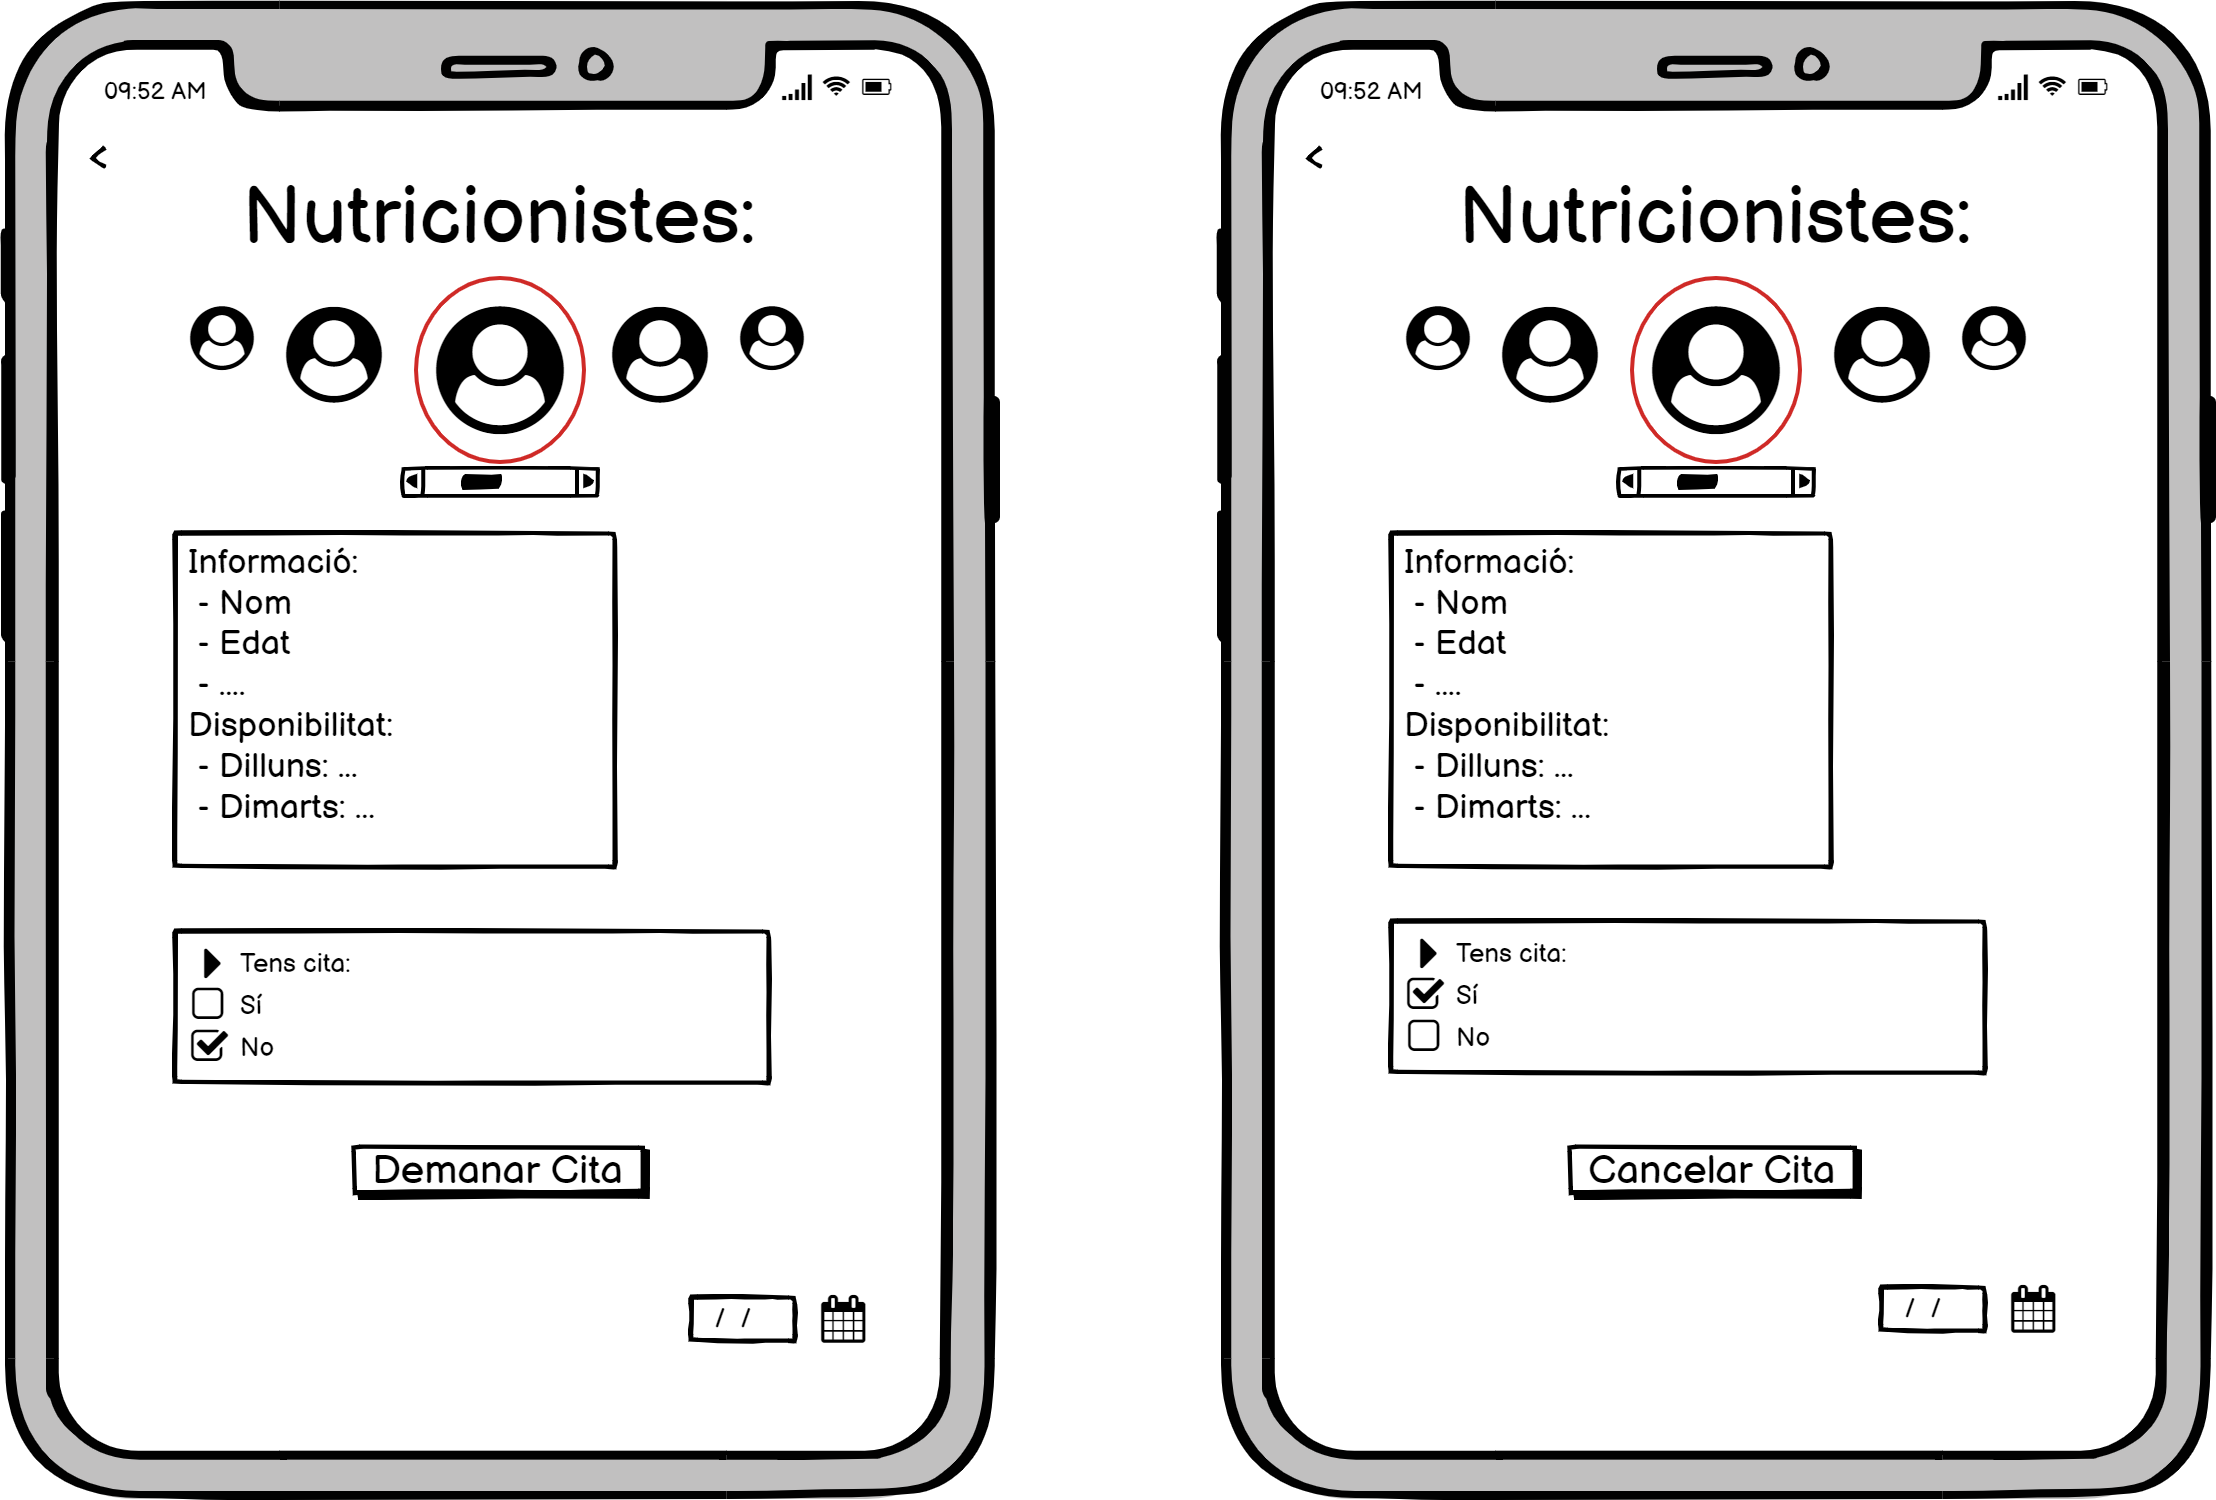 09:52 AM
<
Nutricionistes:
Informació:
- Nom
- Edat
- ....
Disponibilitat:
- Dilluns: ...
- Dimarts: ...
Tens cita:
Sí
No
Demanar Cita
/ /
09:52 AM
<
Nutricionistes:
Informació:
- Nom
- Edat
- ....
Disponibilitat:
- Dilluns: ...
- Dimarts: ...
Tens cita:
Sí
No
Cancelar Cita
/ /